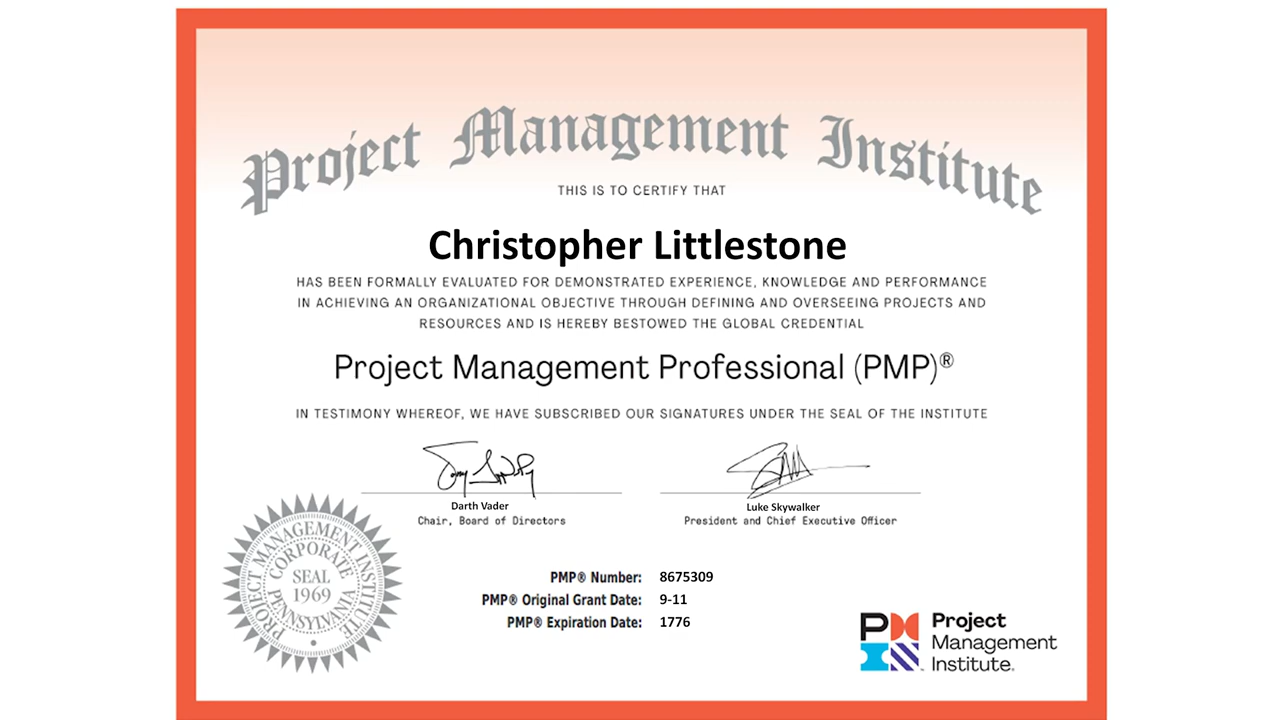 Project Management Institute
THIS IS TO CERTIFY THAT
Christopher Littlestone
HAS BEEN FORMALLY EVALUATED FOR DEMONSTRATED EXPERIENCE, KNOWLEDGE AND PERFORMANCE
IN ACHIEVING AN ORGANIZATIONAL OBJECTIVE THROUGH DEFINING AND OVERSEEING PROJECTS AND
RESOURCES AND IS HEREBY BESTOWED THE GLOBAL CREDENTIAL
Project Management Professional (PMP)®
IN TESTIMONY WHEREOF, WE HAVE SUBSCRIBED OUR SIGNATURES UNDER THE SEAL OF THE INSTITUTE
Darth Vader
Chair, Board of Directors
Luke Skywalker
President and Chief Executive Officer
PROJECT MANAGEMENT INSTITUTE
CORPORATE
SEAL
1969
PENNSYLVANIA
PMP® Number: 8675309
PMP® Original Grant Date: 9-11
PMP® Expiration Date: 1776
PM
Project
Management
Institute.